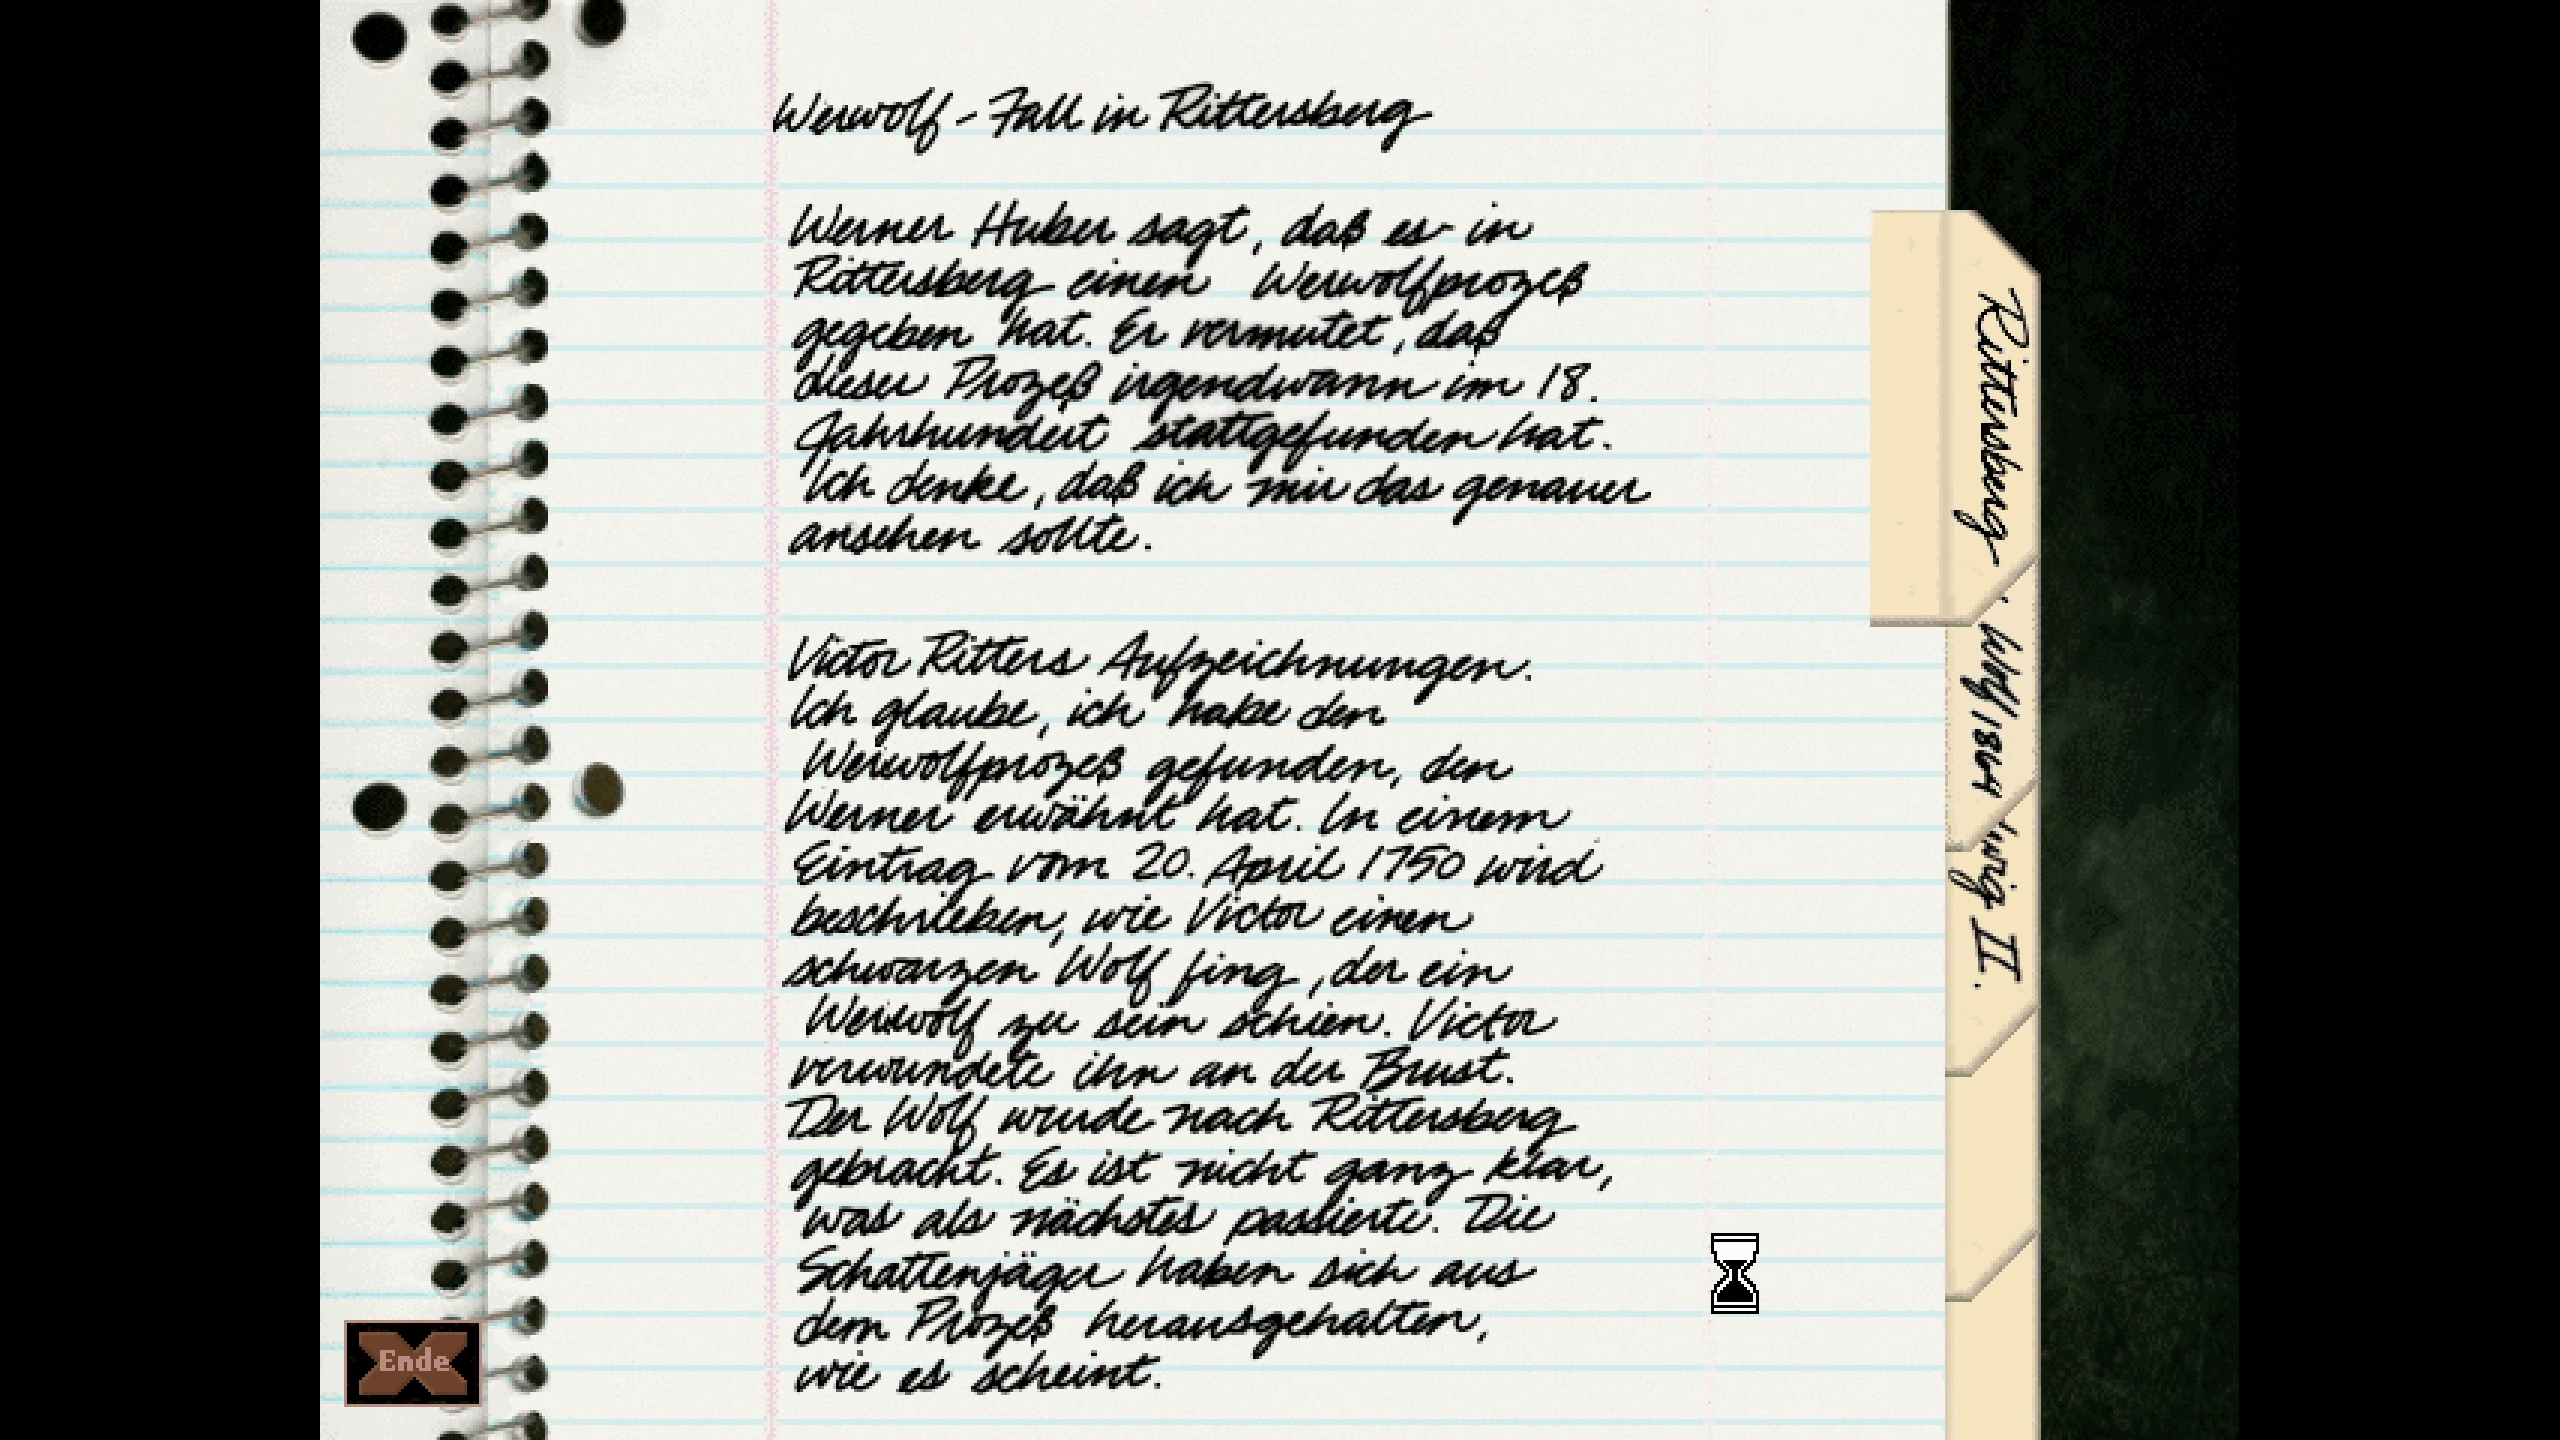 Werwolf-Fall in Rittersberg
Werner Huber sagt, daß es in
Rittersberg einen Werwolfprozeß
gegeben hat. Er vermutet, daß
dieser Prozeß irgendwann im 18.
Jahrhundert stattgefunden hat.
Ich denke, daß ich mir das genauer
ansehen sollte.
Victor Ritters Aufzeichnungen.
Ich glaube, ich habe den
Werwolfprozeß gefunden, den
Werner erwähnt hat. In einem
Eintrag vom 20. April 1750 wird
beschrieben, wie Victor einen
schwarzen Wolf fing, der ein
Werwolf zu sein schien. Victor
verwundete ihn an der Brust.
Der Wolf wurde nach Rittersberg
gebracht. Es ist nicht ganz klar,
was als nächstes passierte. Die
Schattenjäger haben sich aus
dem Prozeß herausgehalten,
wie es scheint.
Rittersberg
Wolf/1864
II.
Ende